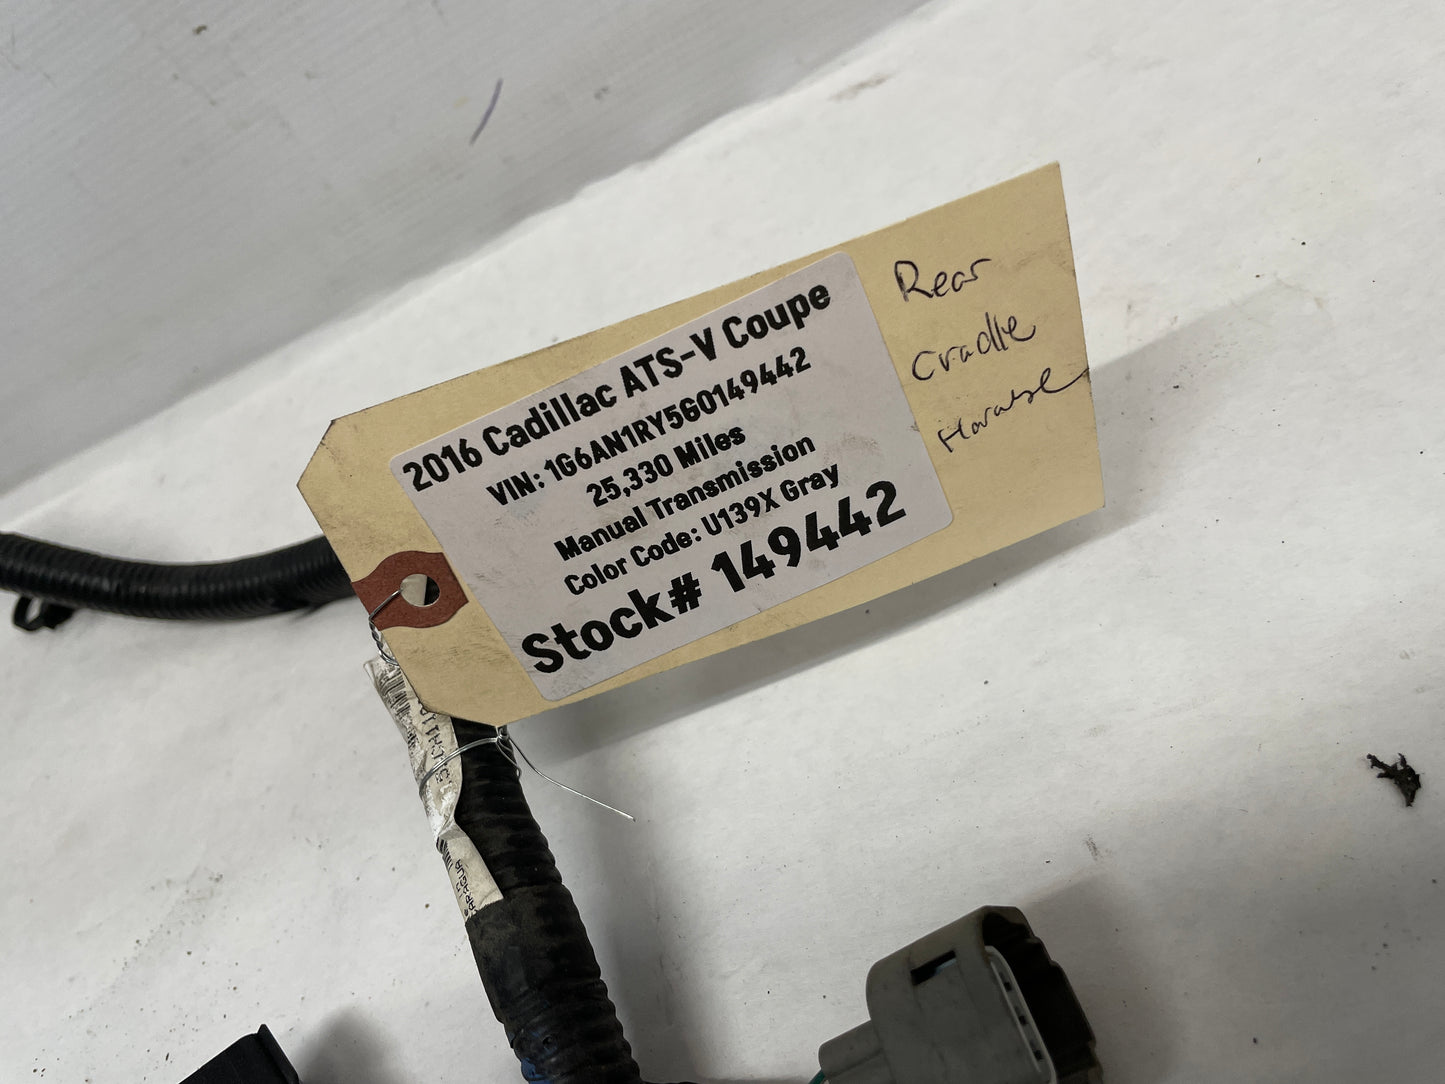 2016 Cadillac ATS-V Coupe
VIN: 1G6AN1RY5G0149442
25,330 Miles
Manual Transmission
Color Code: U139X Gray
Stock# 149442
Rear
Cradle